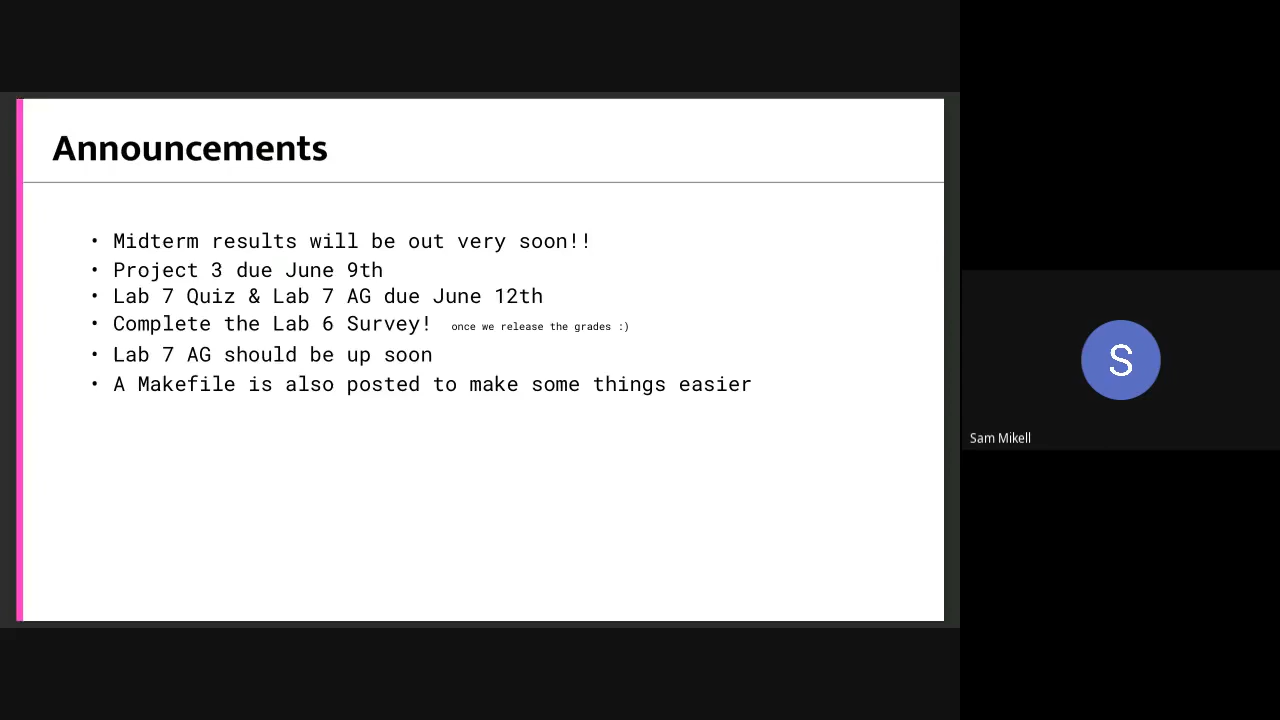 Announcements
• Midterm results will be out very soon!!
• Project 3 due June 9th
• Lab 7 Quiz & Lab 7 AG due June 12th
• Complete the Lab 6 Survey! once we release the grades :)
• Lab 7 AG should be up soon
• A Makefile is also posted to make some things easier
S
Sam Mikell